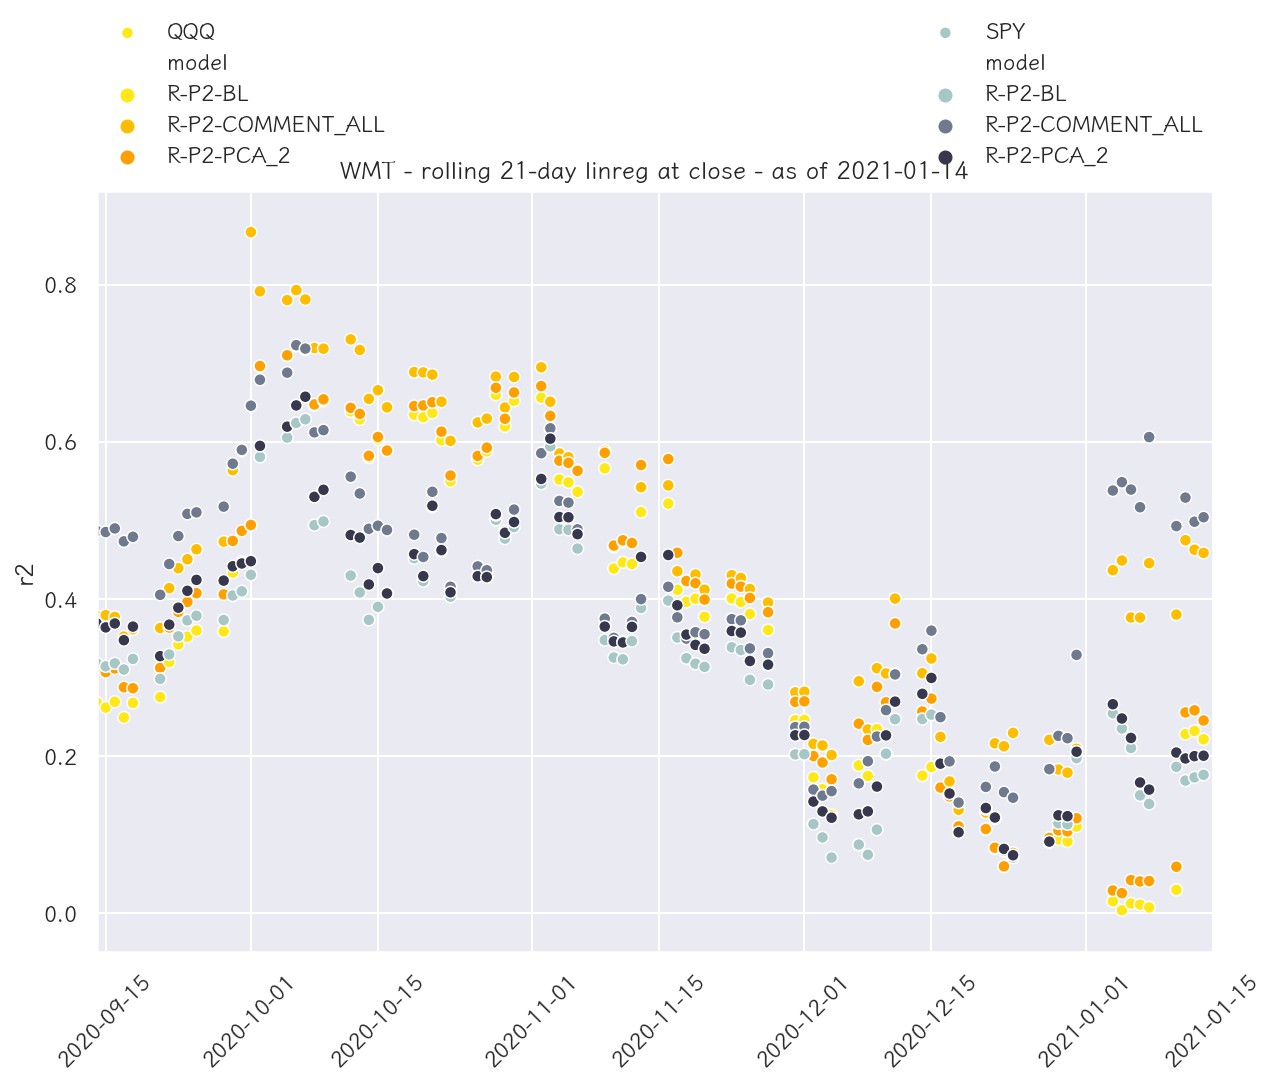 QQQ
model
R-P2-BL
R-P2-COMMENT_ALL
R-P2-PCA_2
SPY
model
R-P2-BL
R-P2-COMMENT_ALL
R-P2-PCA_2
WMT - rolling 21-day linreg at close - as of 2021-01-14
0.8
0.6
0.4
0.2
0.0
r2
2020-09-15
2020-10-01
2020-10-15
2020-11-01
2020-11-15
2020-12-01
2020-12-15
2021-01-01
2021-01-15